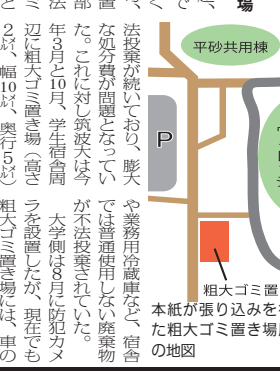 場
平砂共用棟
P
粗大ゴミ置
本紙が張り込みを
た粗大ゴミ置き場
の地図
法投棄が続いており、膨大
な処分費が問題となってい
た。これに対し筑波大は今
年3月と10月、学生宿舎周
辺に粗大ゴミ置き場(高さ
2㍍、幅10㍍、奥行5㍍)
や業務用冷蔵庫など、宿舎
では普通使用しない廃棄物
が不法投棄されていた。
大学側は8月に防犯カメ
ラを設置したが、現在でも
粗大ゴミ置き場には、車の